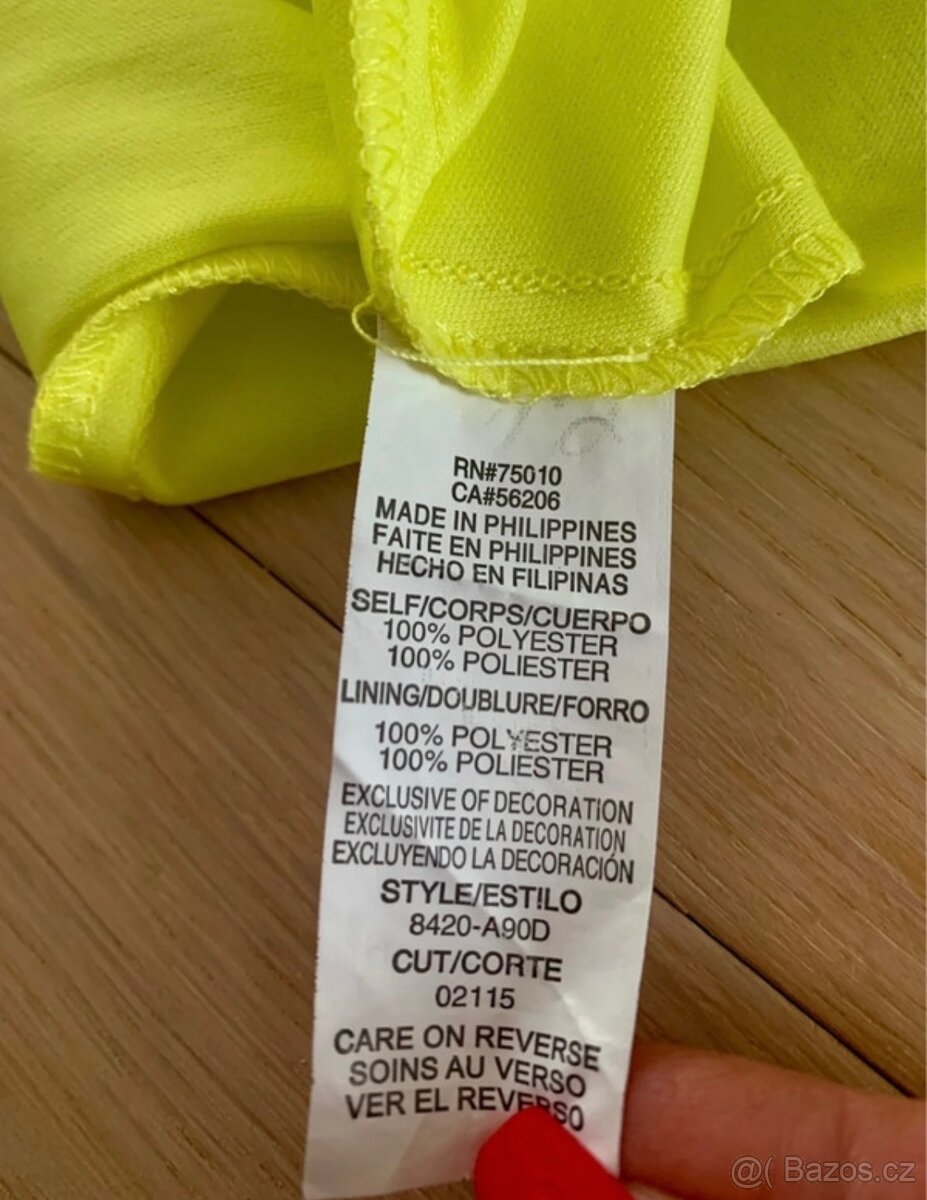 RN#75010
CA#56206
MADE IN PHILIPPINES
FAITE EN PHILIPPINES
HECHO EN FILIPINAS
SELF/CORPS/CUERPO
100% POLYESTER
100% POLIESTER
LINING/DOUBLURE/FORRO
100% POLYESTER
100% POLIESTER
EXCLUSIVE OF DECORATION
EXCLUSIVITE DE LA DECORATION
EXCLUYENDO LA DECORACIÓN
STYLE/ESTILO
8420-A90D
CUT/CORTE
02115
CARE ON REVERSE
SOINS AU VERSO
VER EL REVERSO
@( Bazos.cz